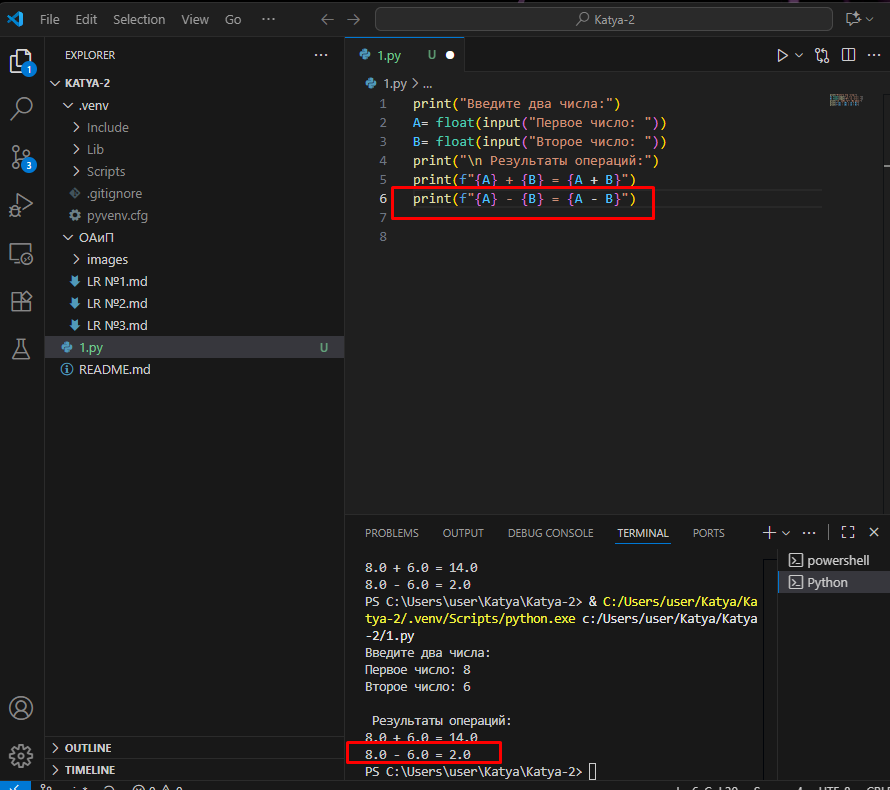 File Edit Selection View Go ··· Katya-2
EXPLORER ···
KATYA-2
.venv
Include
Lib
Scripts
.gitignore
pyvenv.cfg
ОАиП
images
LR №1.md
LR №2.md
LR №3.md
1.py U
README.md
OUTLINE
TIMELINE
1
3
1.py U
1.py > ...
1 print("Введите два числа:")
2 A= float(input("Первое число: "))
3 B= float(input("Второе число: "))
4 print("\n Результаты операций:")
5 print(f"{A} + {B} = {A + B}")
6 print(f"{A} - {B} = {A - B}")
7
8
PROBLEMS OUTPUT DEBUG CONSOLE TERMINAL PORTS
powershell
Python
8.0 + 6.0 = 14.0
8.0 - 6.0 = 2.0
PS C:\Users\user\Katya\Katya-2> & C:/Users/user/Katya/Ka
tya-2/.venv/Scripts/python.exe c:/Users/user/Katya/Katya
-2/1.py
Введите два числа:
Первое число: 8
Второе число: 6
Результаты операций:
8.0 + 6.0 = 14.0
8.0 - 6.0 = 2.0
PS C:\Users\user\Katya\Katya-2>